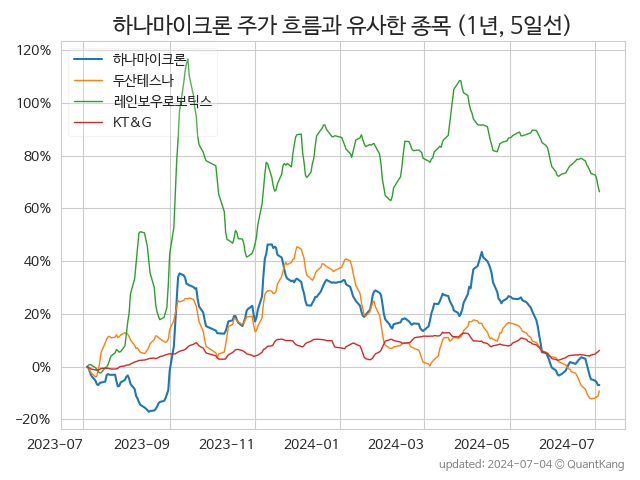 하나마이크론 주가 흐름과 유사한 종목 (1년, 5일선)
120%
100%
80%
60%
40%
20%
0%
−20%
하나마이크론
두산테스나
레인보우로보틱스
KT&G
2023-07
2023-09
2023-11
2024-01
2024-03
2024-05
2024-07
updated: 2024-07-04 © QuantKang